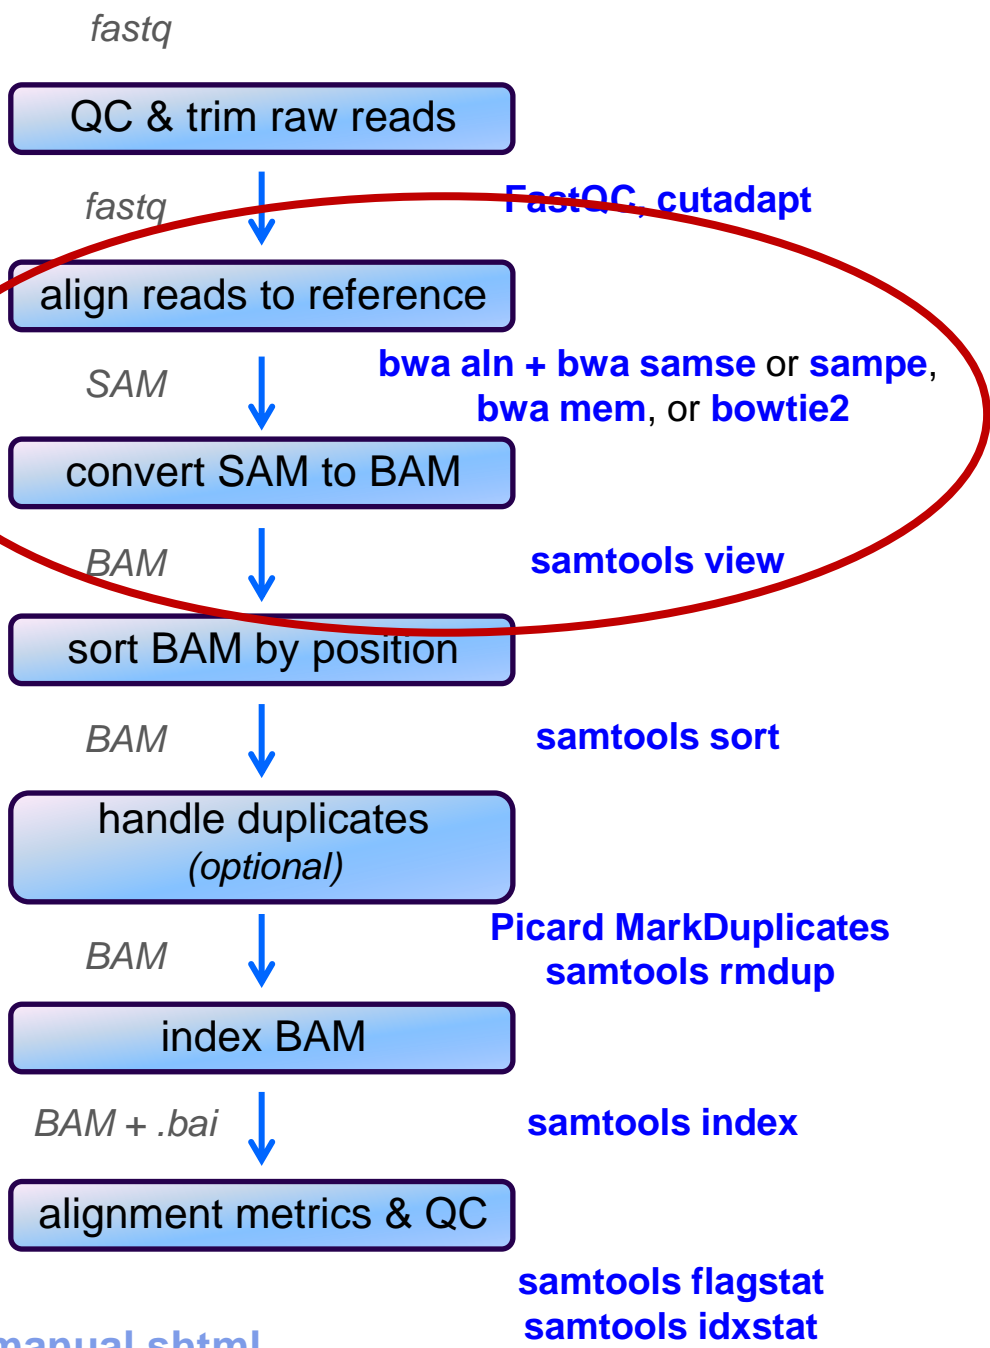 fastq
QC & trim raw reads
fastq
FastQC, cutadapt
align reads to reference
SAM
bwa aln + bwa samse or sampe,
bwa mem, or bowtie2
convert SAM to BAM
BAM
samtools view
sort BAM by position
BAM
samtools sort
handle duplicates
(optional)
BAM
Picard MarkDuplicates
samtools rmdup
index BAM
BAM + .bai
samtools index
alignment metrics & QC
samtools flagstat
samtools idxstat
manual.shtml